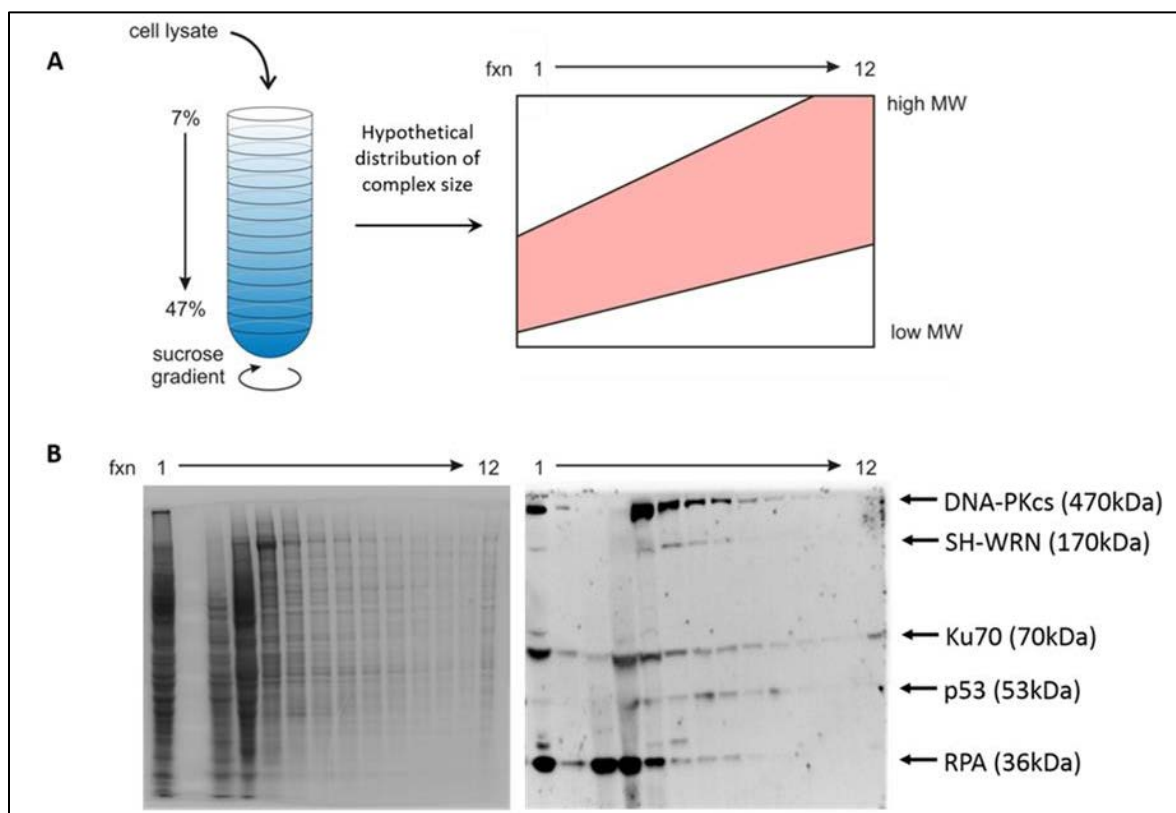 cell lysate
A
7%
47%
sucrose
gradient
Hypothetical
distribution of
complex size
fxn 1 12
high MW
low MW
B
fxn 1 12
1 12
DNA-PKcs (470kDa)
SH-WRN (170kDa)
Ku70 (70kDa)
p53 (53kDa)
RPA (36kDa)